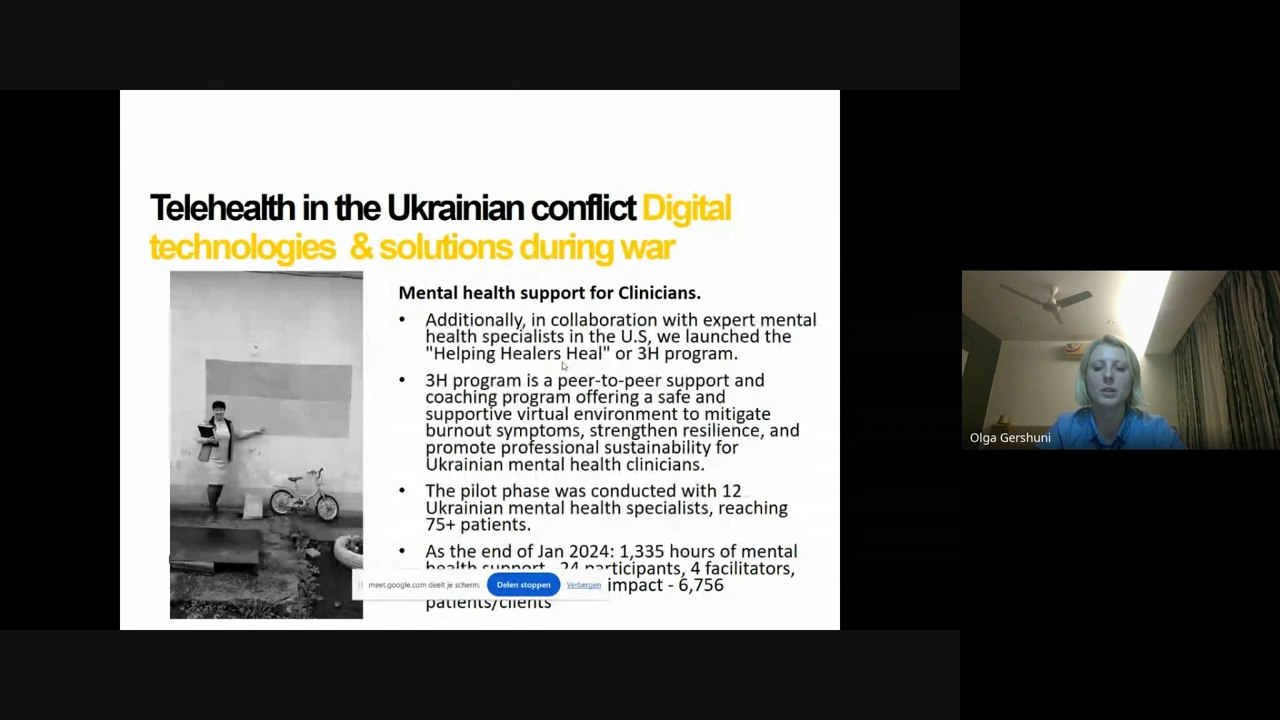 Telehealth in the Ukrainian conflict Digital
technologies & solutions during war
Mental health support for Clinicians.
• Additionally, in collaboration with expert mental
health specialists in the U.S, we launched the
"Helping Healers Heal" or 3H program.
• 3H program is a peer-to-peer support and
coaching program offering a safe and
supportive virtual environment to mitigate
burnout symptoms, strengthen resilience, and
promote professional sustainability for
Ukrainian mental health clinicians.
• The pilot phase was conducted with 12
Ukrainian mental health specialists, reaching
75+ patients.
• As the end of Jan 2024: 1,335 hours of mental
health support, 24 participants, 4 facilitators,
impact - 6,756
patients/clients
meet.google.com deelt je scherm.
Delen stoppen
Verbergen
Olga Gershuni